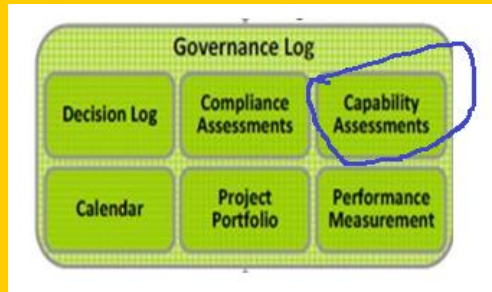 Governance Log
Decision Log
Compliance
Assessments
Capability
Assessments
Calendar
Project
Portfolio
Performance
Measurement